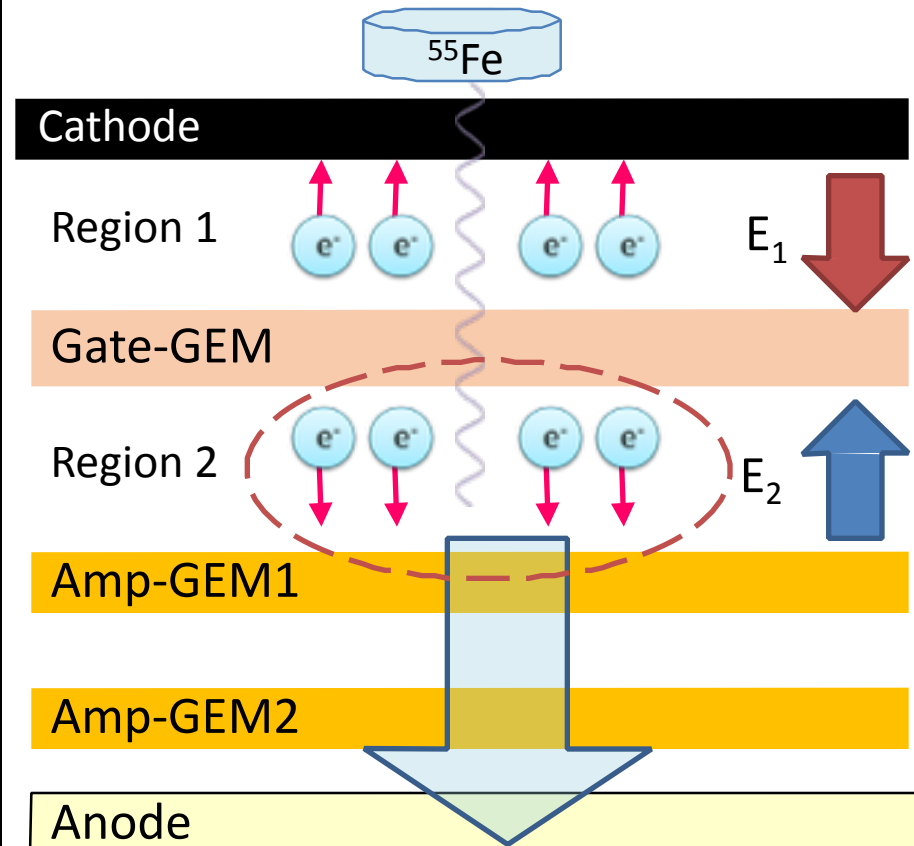 ⁵⁵Fe
Cathode
Region 1
e⁻ e⁻ e⁻ e⁻
E₁
Gate-GEM
e⁻ e⁻ e⁻ e⁻
Region 2
E₂
Amp-GEM1
Amp-GEM2
Anode